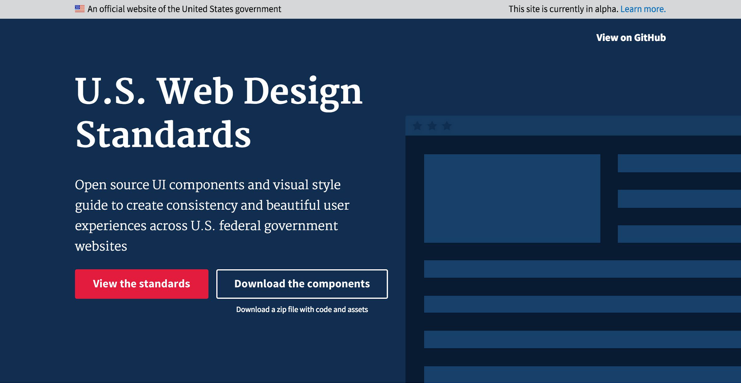 An official website of the United States government
This site is currently in alpha. Learn more.
View on GitHub
U.S. Web Design
Standards
Open source UI components and visual style
guide to create consistency and beautiful user
experiences across U.S. federal government
websites
View the standards
Download the components
Download a zip file with code and assets